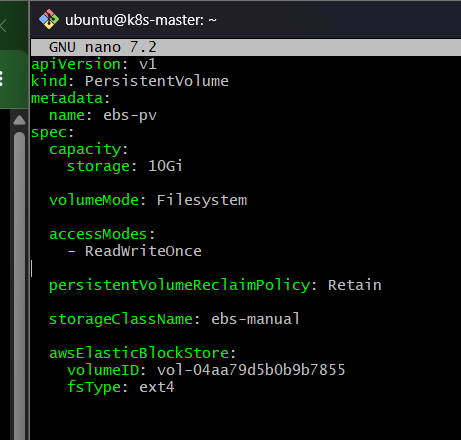 ubuntu@k8s-master: ~
GNU nano 7.2
apiVersion: v1
kind: PersistentVolume
metadata:
  name: ebs-pv
spec:
  capacity:
    storage: 10Gi

  volumeMode: Filesystem

  accessModes:
    - ReadWriteOnce

  persistentVolumeReclaimPolicy: Retain

  storageClassName: ebs-manual

  awsElasticBlockStore:
    volumeID: vol-04aa79d5b0b9b7855
    fsType: ext4